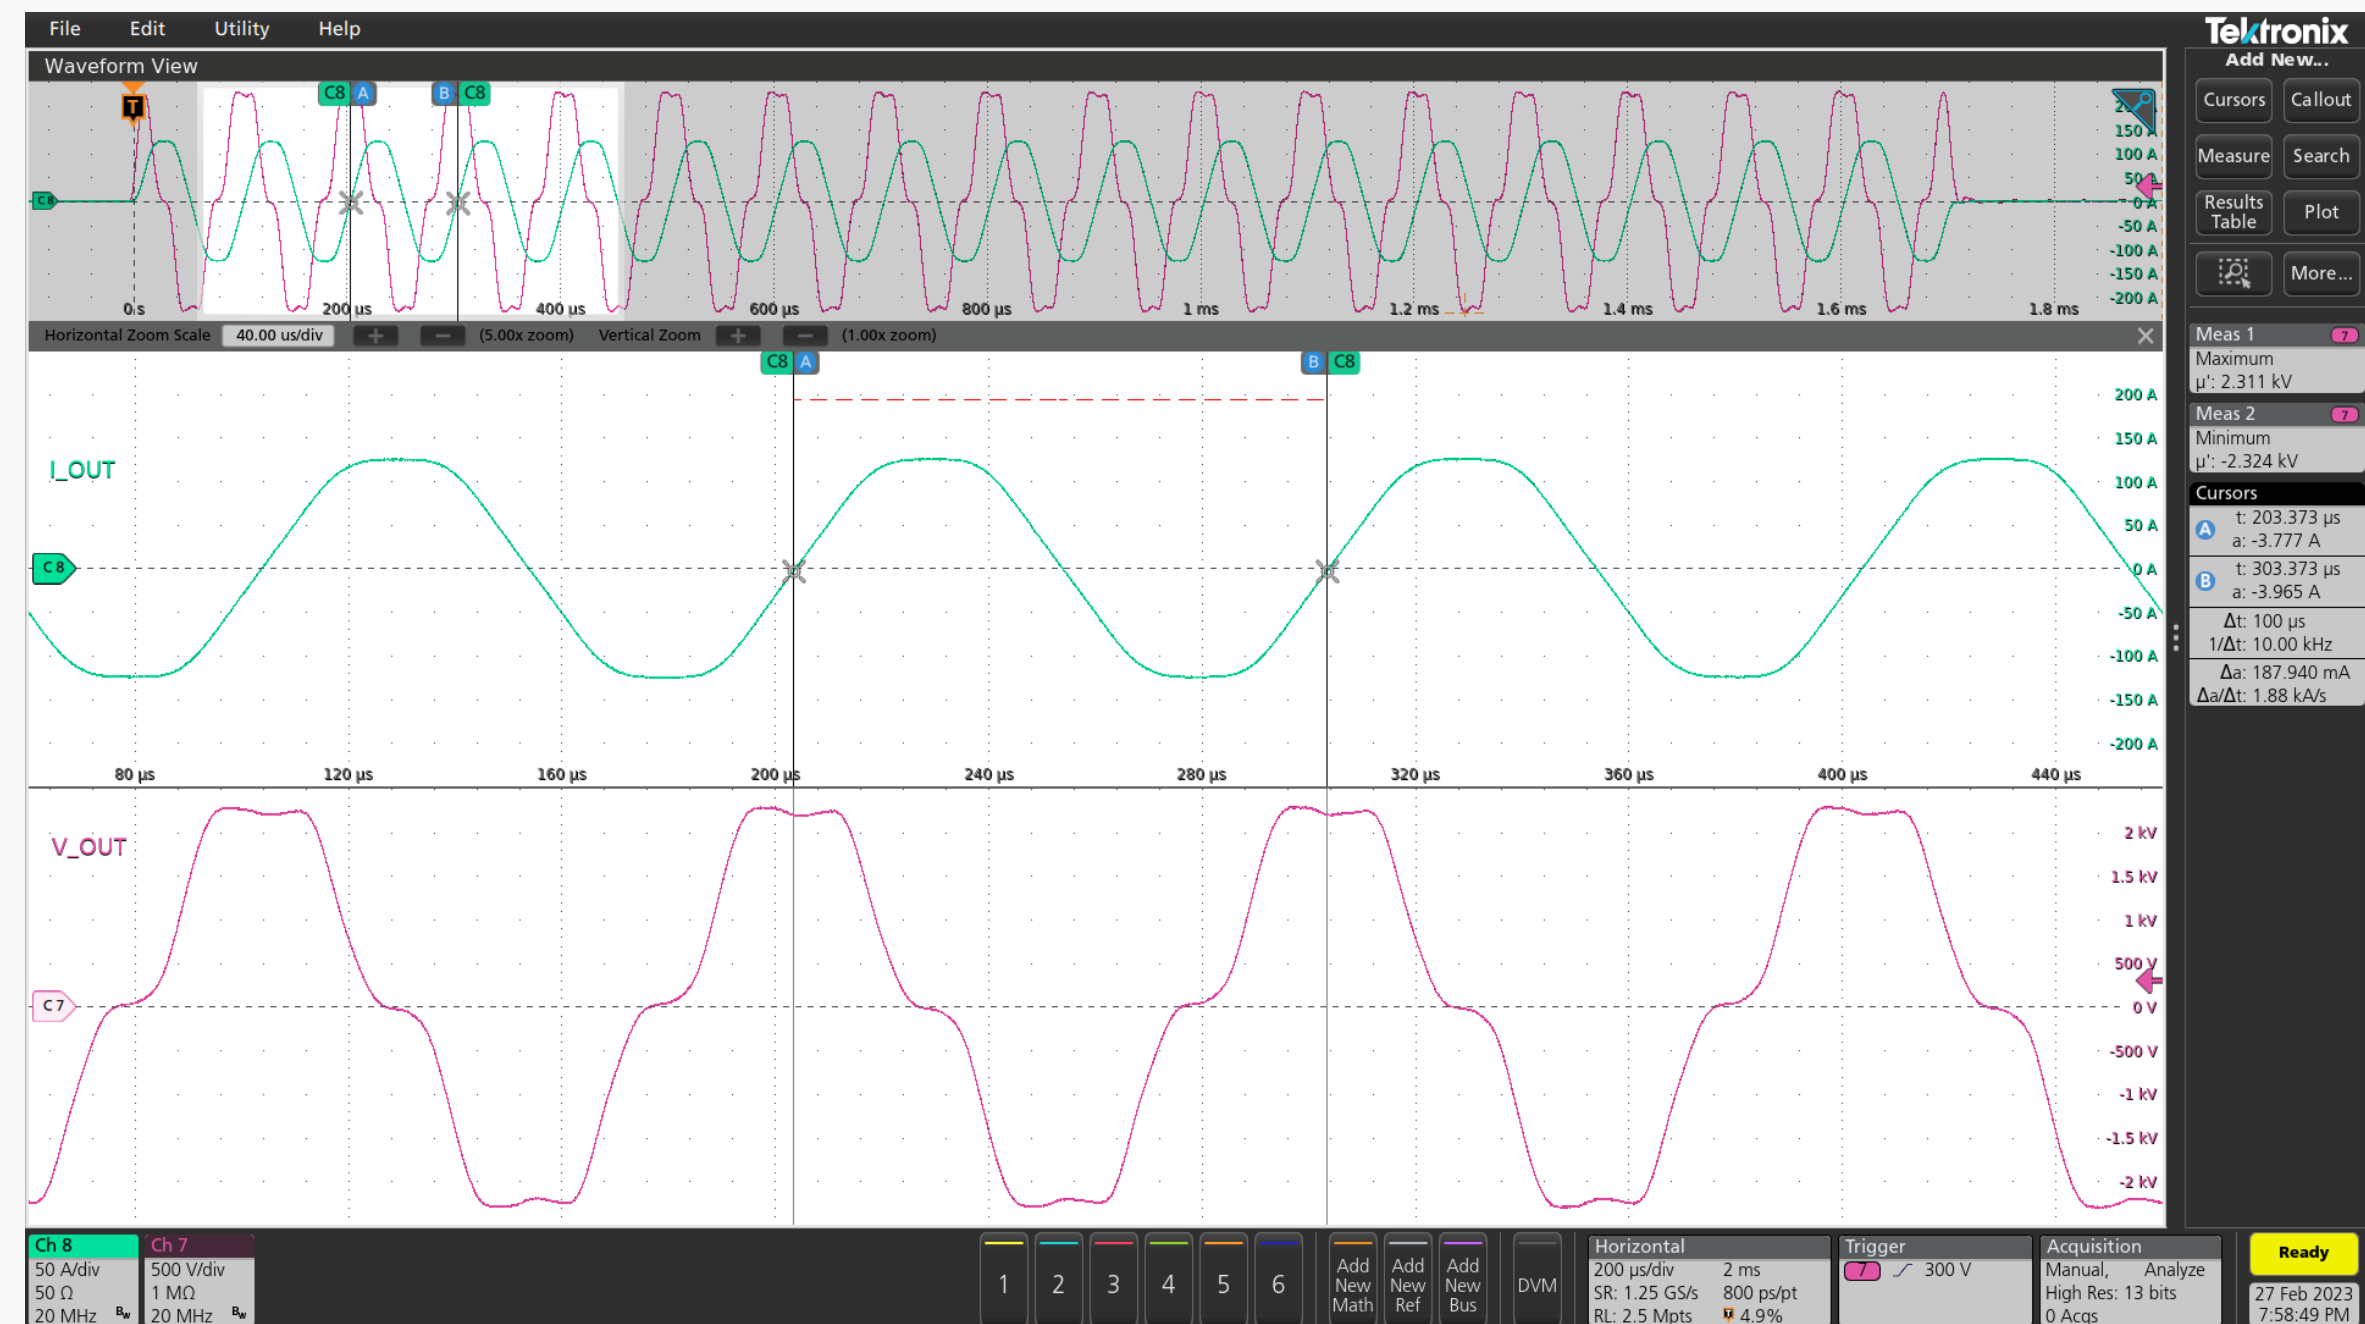 File Edit Utility Help
Tektronix
Waveform View
Add New...
C8 A B C8
T
Cursors Callout
150 A
100 A
Measure Search
C8
0 A
-50 A
-100 A
-150 A
-200 A
Results Table Plot
More...
0 s 200 µs 400 µs 600 µs 800 µs 1 ms 1.2 ms 1.4 ms 1.6 ms 1.8 ms
Horizontal Zoom Scale 40.00 us/div + − (5.00x zoom) Vertical Zoom + − (1.00x zoom)
Meas 1 7
Maximum
µ': 2.311 kV
Meas 2 7
Minimum
µ': -2.324 kV
Cursors
A t: 203.373 µs
a: -3.777 A
B t: 303.373 µs
a: -3.965 A
Δt: 100 µs
1/Δt: 10.00 kHz
Δa: 187.940 mA
Δa/Δt: 1.88 kA/s
C8 A B C8
200 A
150 A
I_OUT
100 A
50 A
C 8
0 A
-50 A
-100 A
-150 A
-200 A
80 µs 120 µs 160 µs 200 µs 240 µs 280 µs 320 µs 360 µs 400 µs 440 µs
2 kV
V_OUT
1.5 kV
1 kV
500 V
C 7
0 V
-500 V
-1 kV
-1.5 kV
-2 kV
Ch 8
50 A/div
50 Ω
20 MHz Bw
Ch 7
500 V/div
1 MΩ
20 MHz Bw
1 2 3 4 5 6
Add New Math
Add New Ref
Add New Bus
DVM
Horizontal
200 µs/div 2 ms
SR: 1.25 GS/s 800 ps/pt
RL: 2.5 Mpts T 4.9%
Trigger
7 300 V
Acquisition
Manual, Analyze
High Res: 13 bits
0 Acqs
Ready
27 Feb 2023
7:58:49 PM